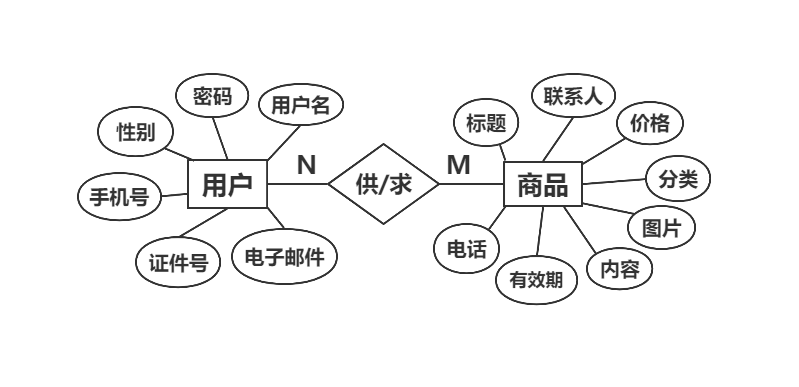 密码
用户名
性别
手机号
证件号
电子邮件
用户
N
供/求
M
商品
标题
联系人
价格
分类
图片
内容
有效期
电话